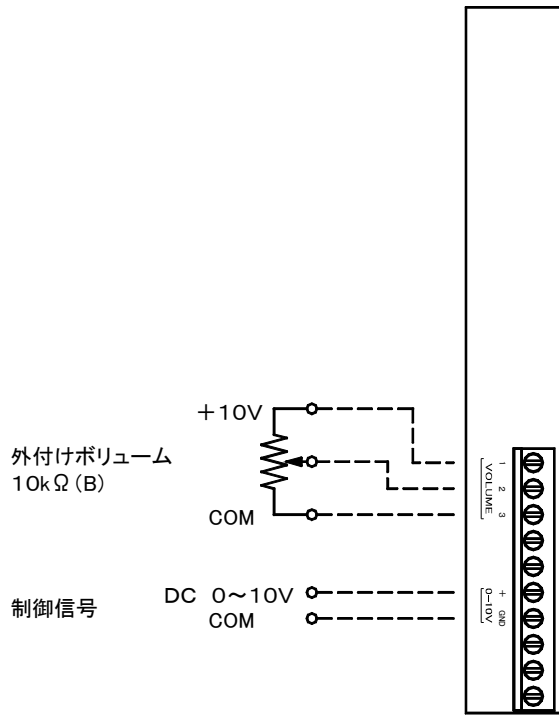 +10V
外付けボリューム
10kΩ(B)
COM
1
2
3
VOLUME
制御信号
DC 0～10V
COM
+
GND
0-10V